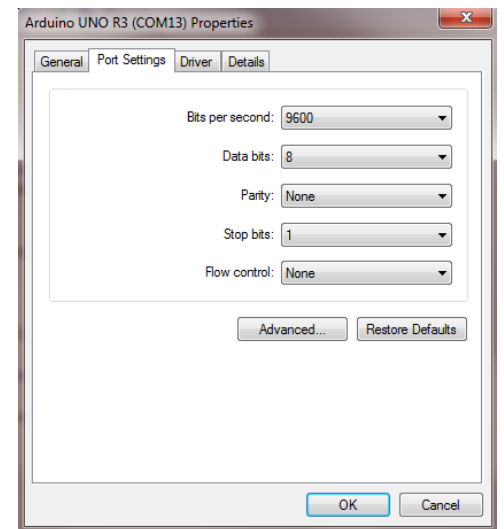 Arduino UNO R3 (COM13) Properties
General Port Settings Driver Details
Bits per second: 9600
Data bits: 8
Parity: None
Stop bits: 1
Flow control: None
Advanced... Restore Defaults
OK Cancel